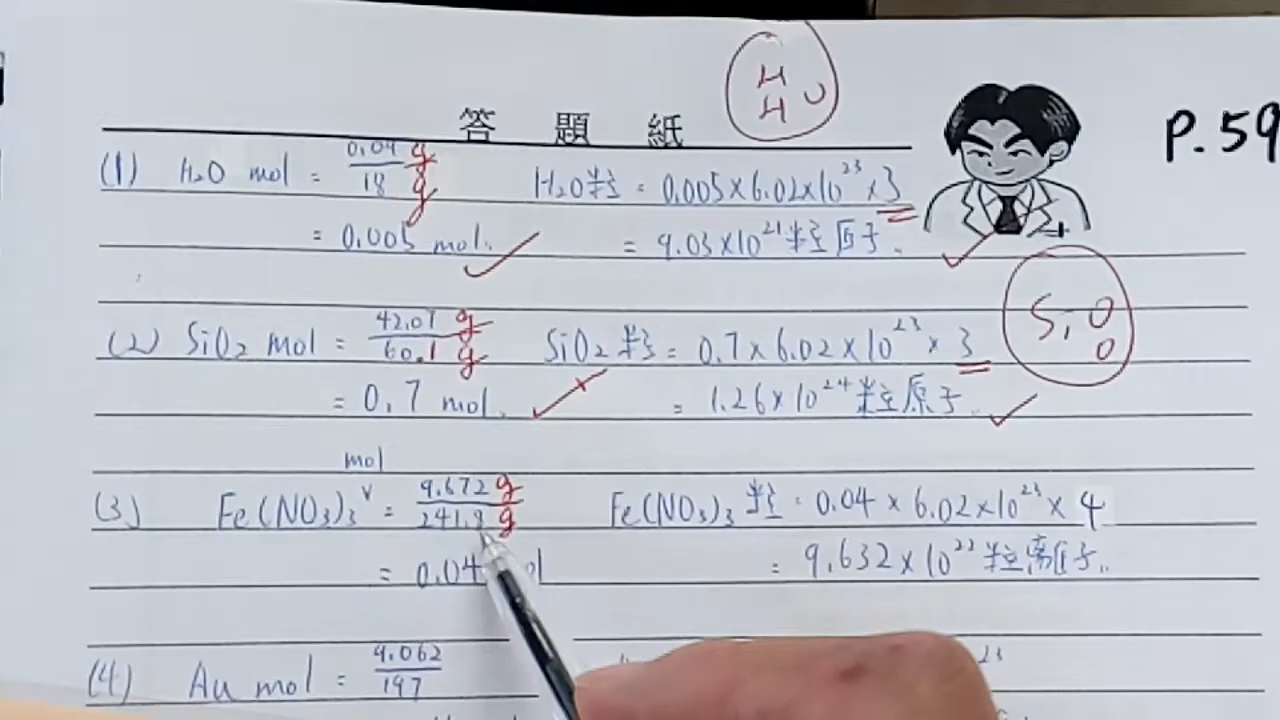 H
H O
答題紙
P.59
(1) H₂O mol = 0.09 g / 18 g H₂O粒 = 0.005×6.02×10²³×3
= 0.005 mol. = 9.03×10²¹粒原子.
Si O
O
(2) SiO₂ mol = 42.07 g / 60.1 g SiO₂粒 = 0.7×6.02×10²³×3
= 0.7 mol. = 1.26×10²⁴粒原子.
mol
(3) Fe(NO₃)₃ = 9.672 g / 241.8 g Fe(NO₃)₃粒 = 0.04×6.02×10²³×4
= 0.04 = 9.632×10²²粒離子.
(4) Au mol = 9.062 / 197 23